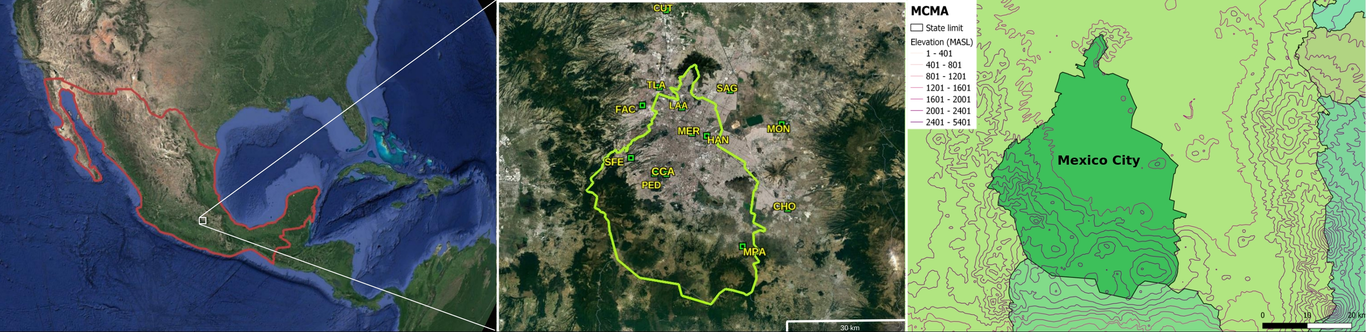 CUT
TLA
SAG
LAA
FAC
MER
HAN
MON
SFE
CCA
PED
CHO
MPA
30 km
MCMA
State limit
Elevation (MASL)
1 - 401
401 - 801
801 - 1201
1201 - 1601
1601 - 2001
2001 - 2401
2401 - 5401
Mexico City
0 10 20 km